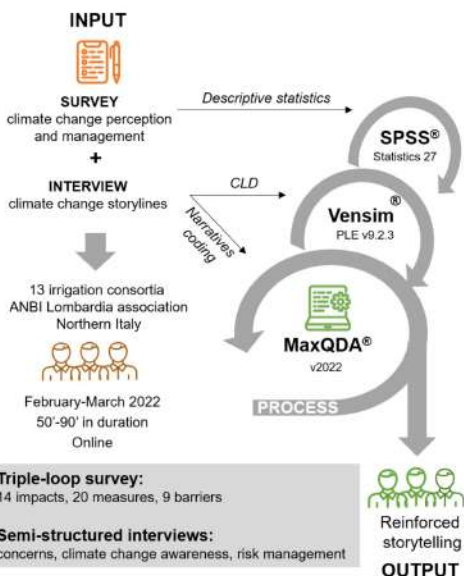 INPUT
SURVEY
climate change perception
and management
+
INTERVIEW
climate change storylines
13 irrigation consortia
ANBI Lombardia association
Northern Italy
February-March 2022
50'-90' in duration
Online
Descriptive statistics
CLD
Narratives
coding
SPSS®
Statistics 27
Vensim®
PLE v9.2.3
MaxQDA®
v2022
PROCESS
Triple-loop survey:
14 impacts, 20 measures, 9 barriers
Semi-structured interviews:
concerns, climate change awareness, risk management
Reinforced
storytelling
OUTPUT